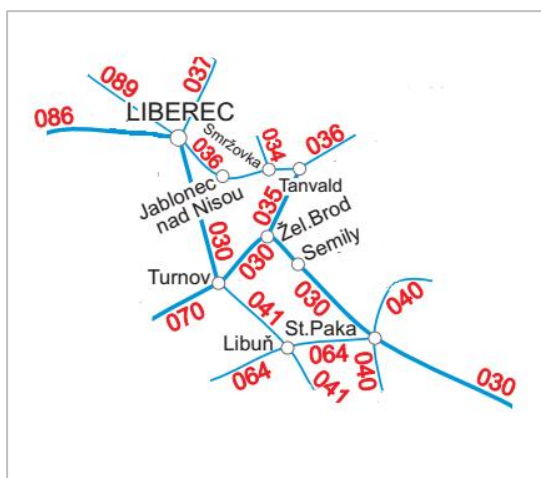 037
089
086
LIBEREC
036
Smržovka
034
036
Jablonec
nad Nisou
Tanvald
035
Žel.Brod
Semily
030
030
Turnov
030
040
070
041
St.Paka
Libuň
064
064
041
040
030